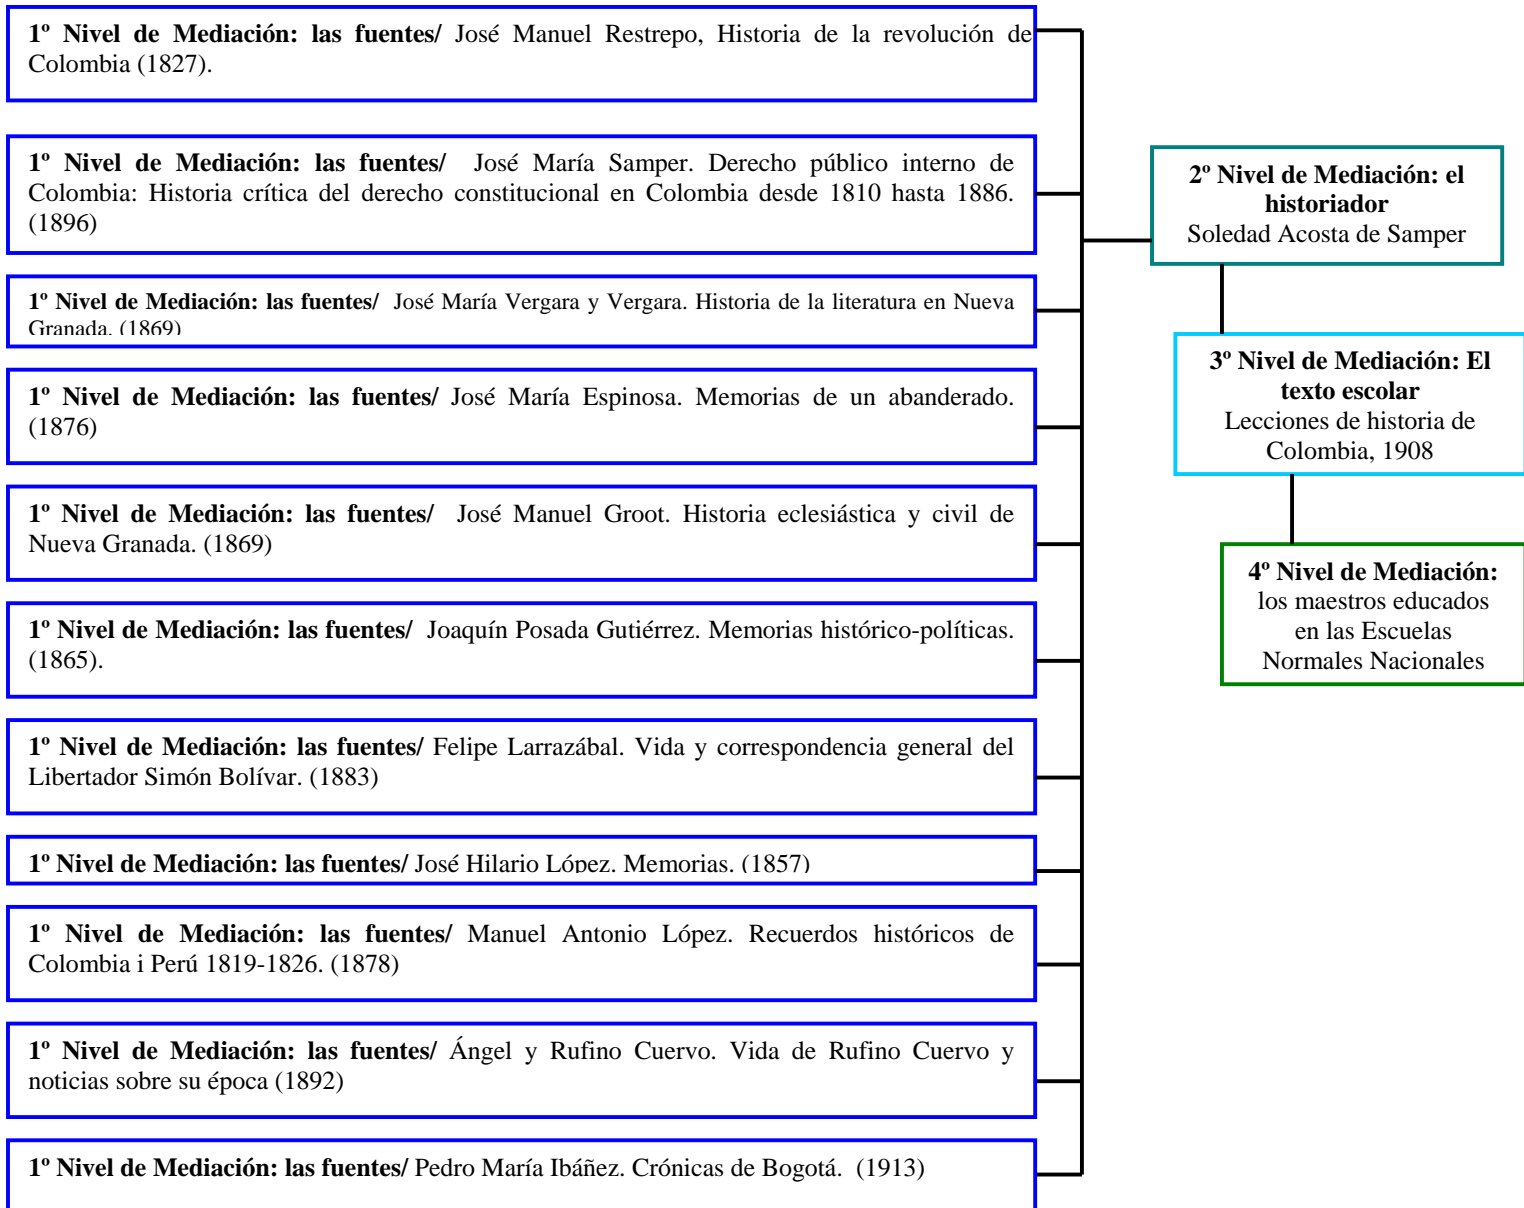 1º Nivel de Mediación: las fuentes/ José Manuel Restrepo, Historia de la revolución de
Colombia (1827).
1º Nivel de Mediación: las fuentes/ José María Samper. Derecho público interno de
Colombia: Historia crítica del derecho constitucional en Colombia desde 1810 hasta 1886.
(1896)
1º Nivel de Mediación: las fuentes/ José María Vergara y Vergara. Historia de la literatura en Nueva
Granada. (1869)
1º Nivel de Mediación: las fuentes/ José María Espinosa. Memorias de un abanderado.
(1876)
1º Nivel de Mediación: las fuentes/ José Manuel Groot. Historia eclesiástica y civil de
Nueva Granada. (1869)
1º Nivel de Mediación: las fuentes/ Joaquín Posada Gutiérrez. Memorias histórico-políticas.
(1865).
1º Nivel de Mediación: las fuentes/ Felipe Larrazábal. Vida y correspondencia general del
Libertador Simón Bolívar. (1883)
1º Nivel de Mediación: las fuentes/ José Hilario López. Memorias. (1857)
1º Nivel de Mediación: las fuentes/ Manuel Antonio López. Recuerdos históricos de
Colombia i Perú 1819-1826. (1878)
1º Nivel de Mediación: las fuentes/ Ángel y Rufino Cuervo. Vida de Rufino Cuervo y
noticias sobre su época (1892)
1º Nivel de Mediación: las fuentes/ Pedro María Ibáñez. Crónicas de Bogotá. (1913)
2º Nivel de Mediación: el
historiador
Soledad Acosta de Samper
3º Nivel de Mediación: El
texto escolar
Lecciones de historia de
Colombia, 1908
4º Nivel de Mediación:
los maestros educados
en las Escuelas
Normales Nacionales